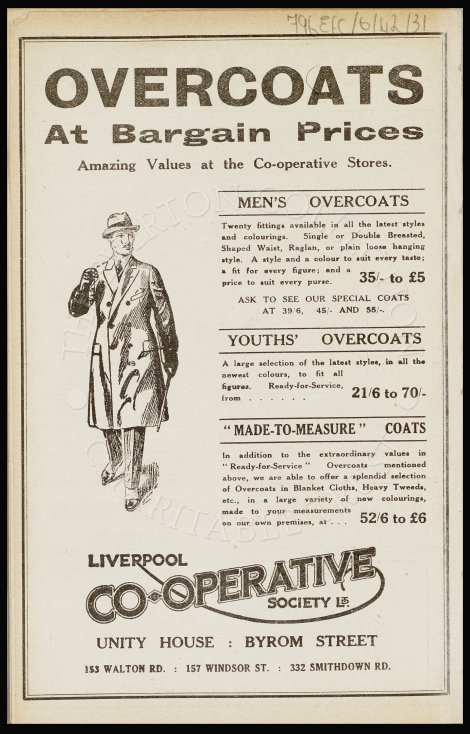 796EFC/6/42/31
OVERCOATS
At Bargain Prices
Amazing Values at the Co-operative Stores.
MEN'S OVERCOATS
Twenty fittings available in all the latest styles
and colourings. Single or Double Breasted,
Shaped Waist, Raglan, or plain loose hanging
style. A style and a colour to suit every taste;
a fit for every figure; and a
price to suit every purse. 35/- to £5
ASK TO SEE OUR SPECIAL COATS
AT 39/6, 45/- AND 55/-.
YOUTHS' OVERCOATS
A large selection of the latest styles, in all the
newest colours, to fit all
figures. Ready-for-Service,
from . . . . . . 21/6 to 70/-
"MADE-TO-MEASURE" COATS
In addition to the extraordinary values in
"Ready-for-Service" Overcoats mentioned
above, we are able to offer a splendid selection
of Overcoats in Blanket Cloths, Heavy Tweeds,
etc., in a large variety of new colourings,
made to your measurements
on our own premises, at . . . 52/6 to £6
LIVERPOOL
CO-OPERATIVE
SOCIETY LTD.
UNITY HOUSE : BYROM STREET
153 WALTON RD. : 157 WINDSOR ST. : 332 SMITHDOWN RD.